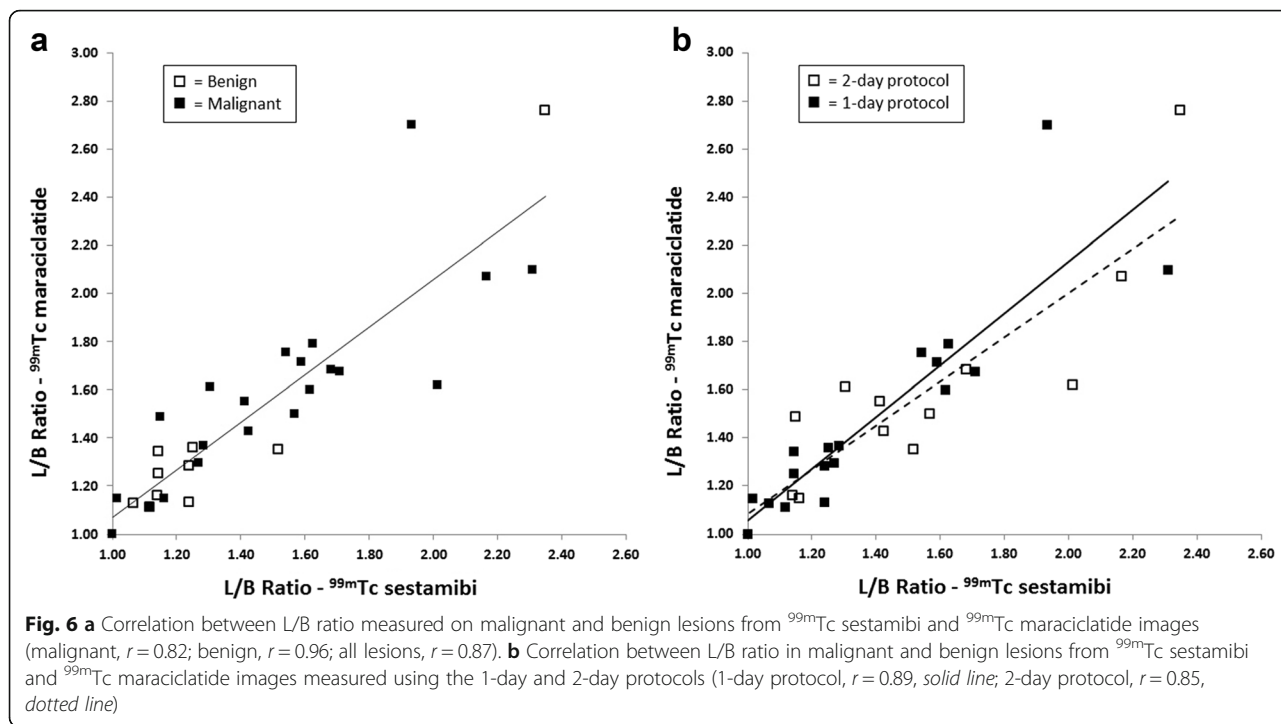 a
3.00
2.80
2.60
2.40
2.20
2.00
1.80
1.60
1.40
1.20
1.00
L/B Ratio - ⁹⁹ᵐTc maraciclatide
□ = Benign
■ = Malignant
1.00 1.20 1.40 1.60 1.80 2.00 2.20 2.40 2.60
L/B Ratio - ⁹⁹ᵐTc sestamibi
b
3.00
2.80
2.60
2.40
2.20
2.00
1.80
1.60
1.40
1.20
1.00
L/B Ratio - ⁹⁹ᵐTc maraciclatide
□ = 2-day protocol
■ = 1-day protocol
1.00 1.20 1.40 1.60 1.80 2.00 2.20 2.40 2.60
L/B Ratio - ⁹⁹ᵐTc sestamibi
Fig. 6 a Correlation between L/B ratio measured on malignant and benign lesions from ⁹⁹ᵐTc sestamibi and ⁹⁹ᵐTc maraciclatide images
(malignant, r = 0.82; benign, r = 0.96; all lesions, r = 0.87). b Correlation between L/B ratio in malignant and benign lesions from ⁹⁹ᵐTc sestamibi
and ⁹⁹ᵐTc maraciclatide images measured using the 1-day and 2-day protocols (1-day protocol, r = 0.89, solid line; 2-day protocol, r = 0.85,
dotted line)